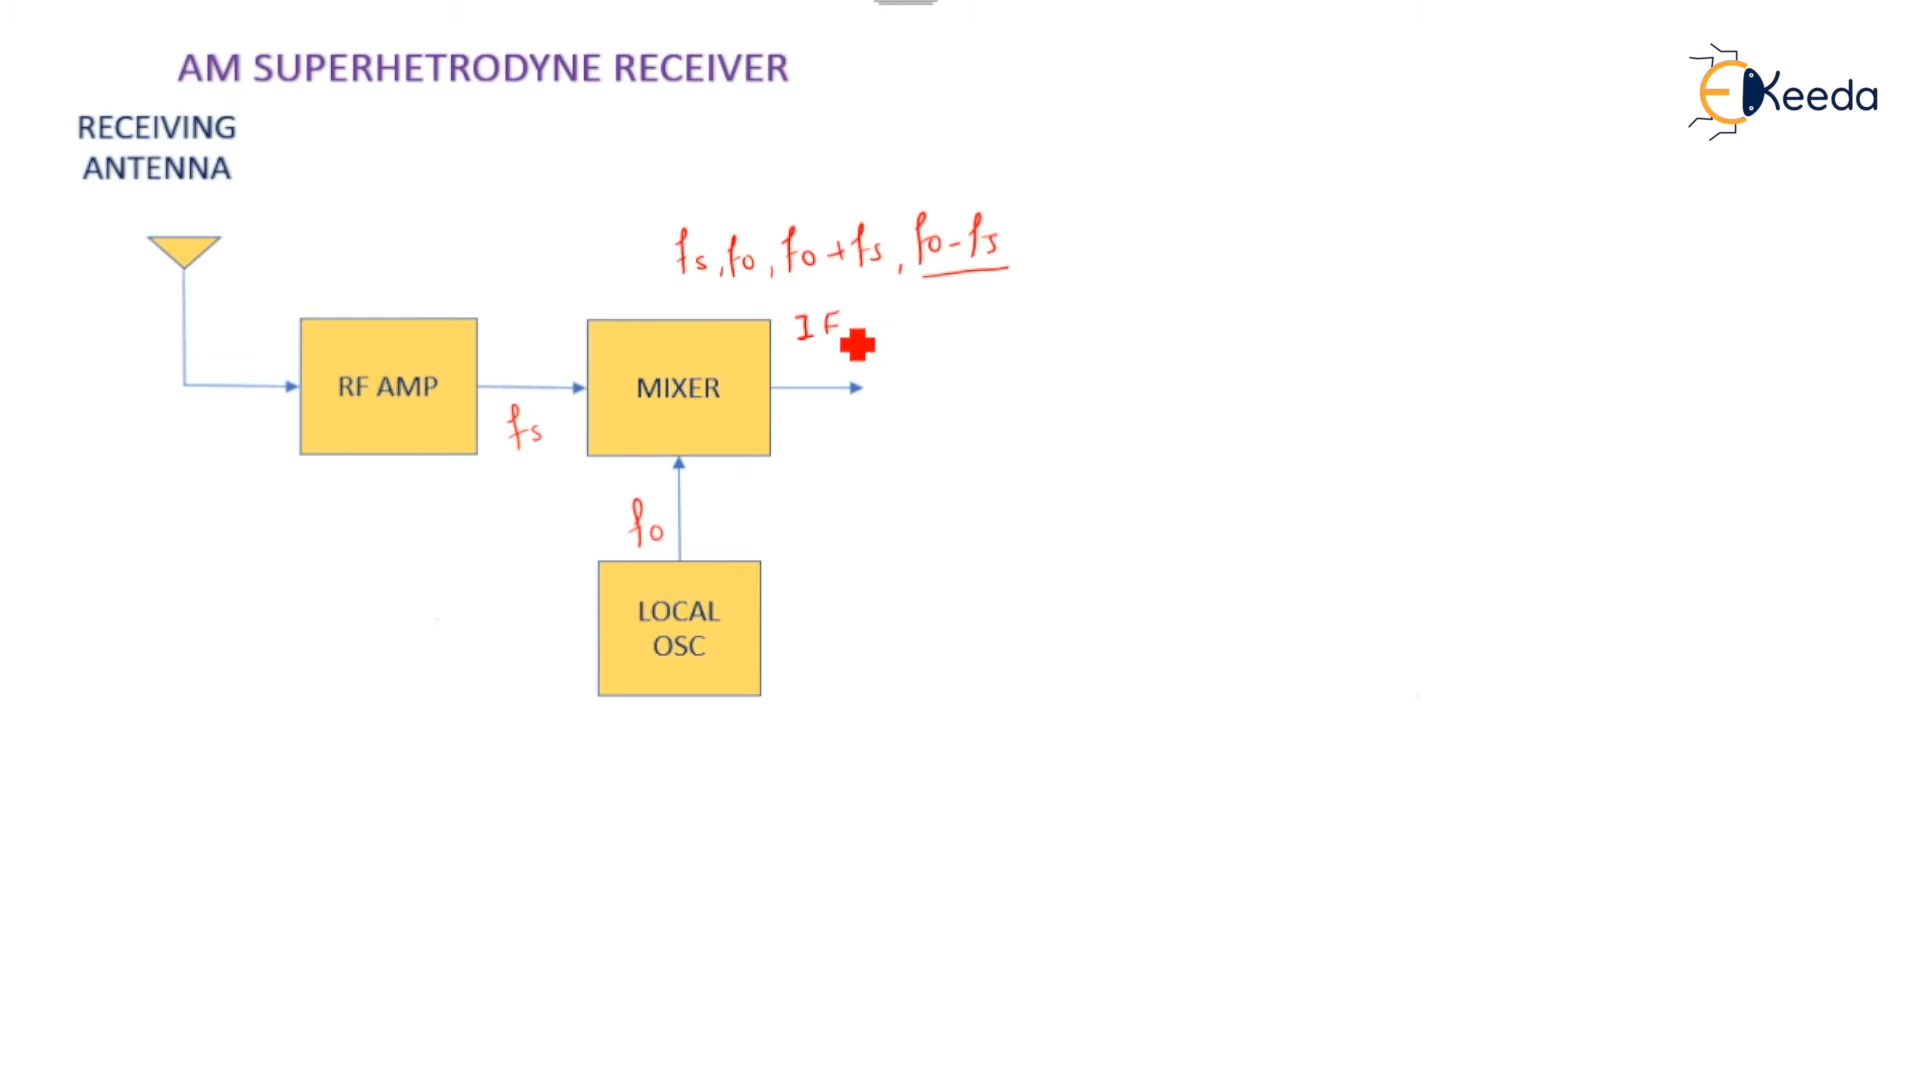 AM SUPERHETRODYNE RECEIVER
EKeeda
RECEIVING
ANTENNA
fs, fo, fo+fs, fo-fs
IF
RF AMP
MIXER
fs
fo
LOCAL
OSC